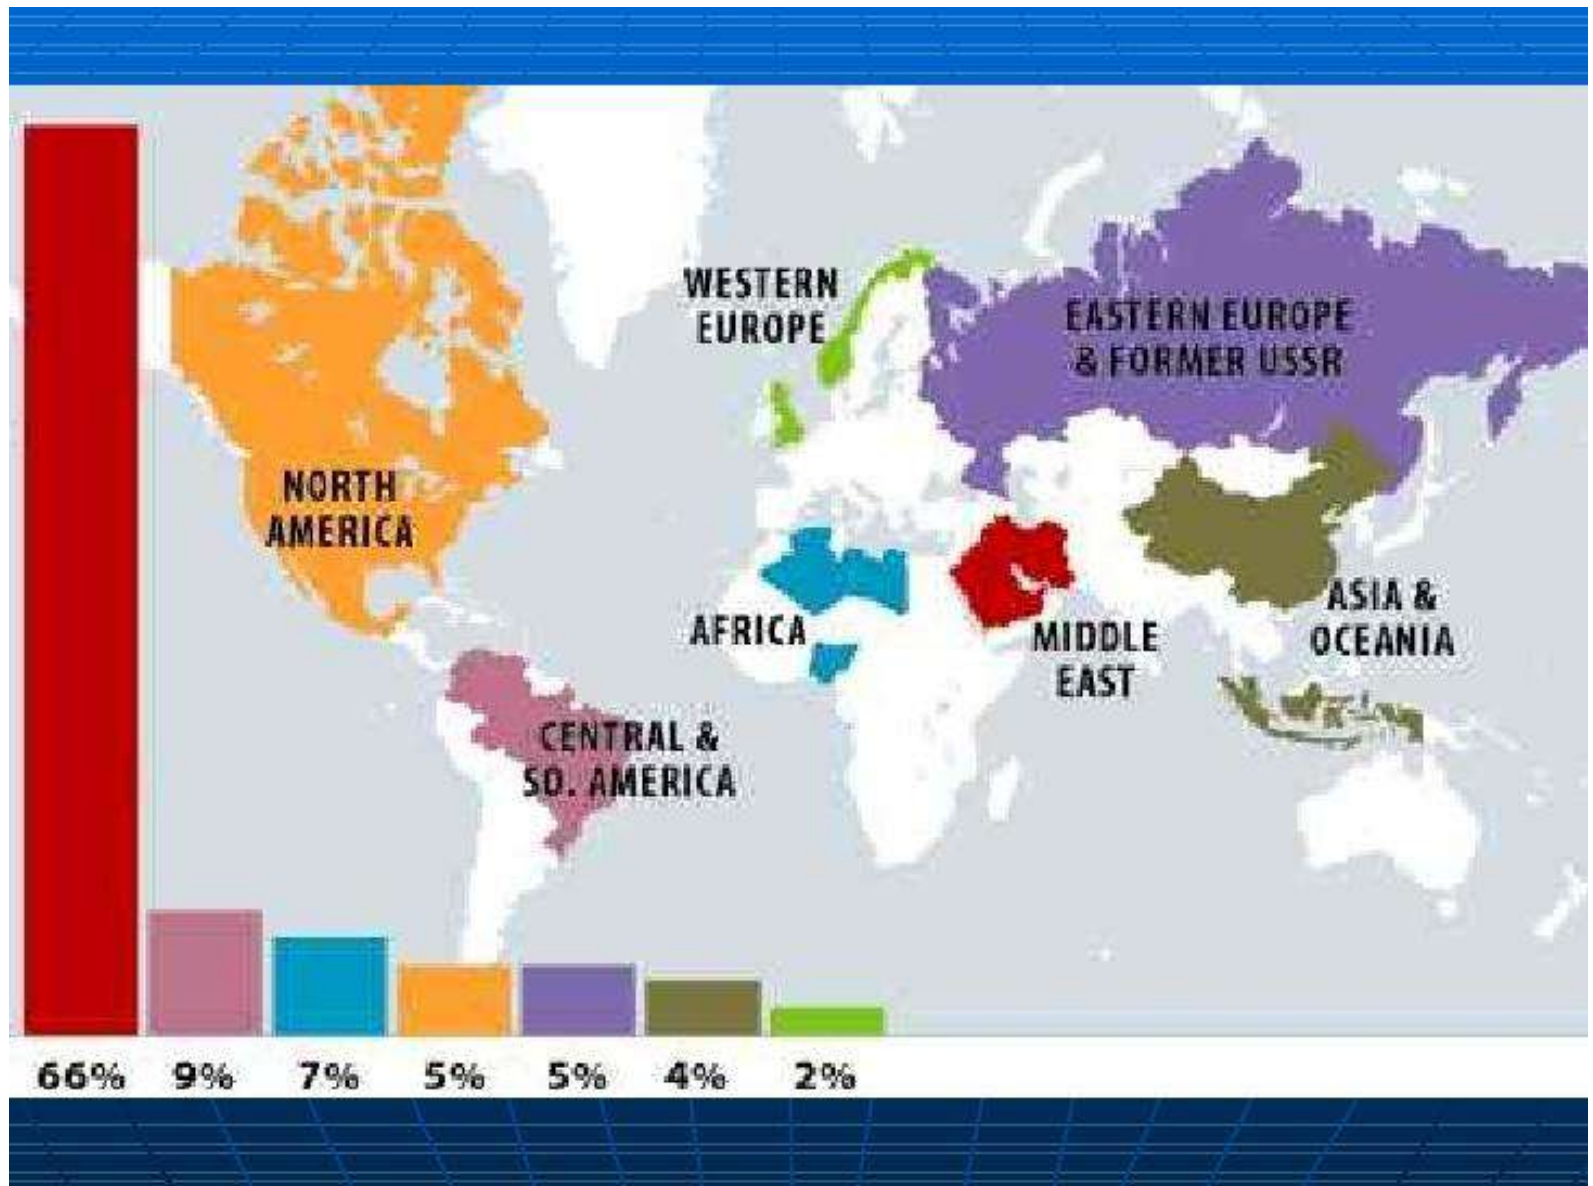 WESTERN
EUROPE
EASTERN EUROPE
& FORMER USSR
NORTH
AMERICA
AFRICA
MIDDLE
EAST
ASIA &
OCEANIA
CENTRAL &
SO. AMERICA
66% 9% 7% 5% 5% 4% 2%